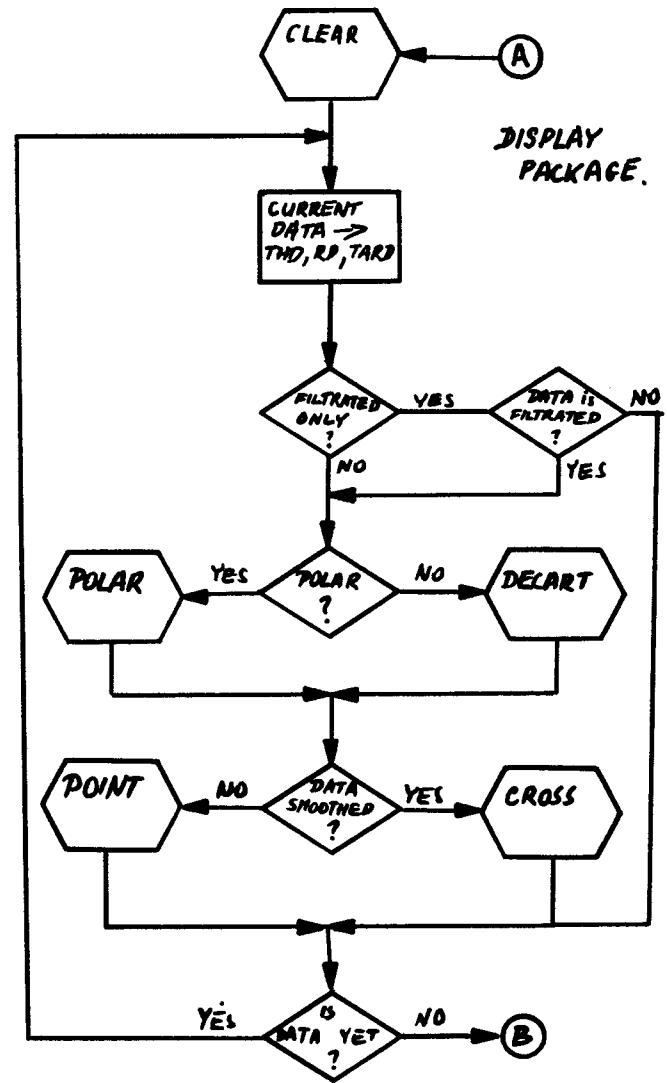 CLEAR
A
DISPLAY
PACKAGE.
CURRENT
DATA →
THD, RD, TARD
FILTRATED
ONLY
?
YES
DATA is
FILTRATED
?
NO
NO
YES
POLAR
YES
POLAR
?
NO
DECART
POINT
NO
DATA
SMOOTHED
?
YES
CROSS
YES
IS
DATA YET
?
NO
B